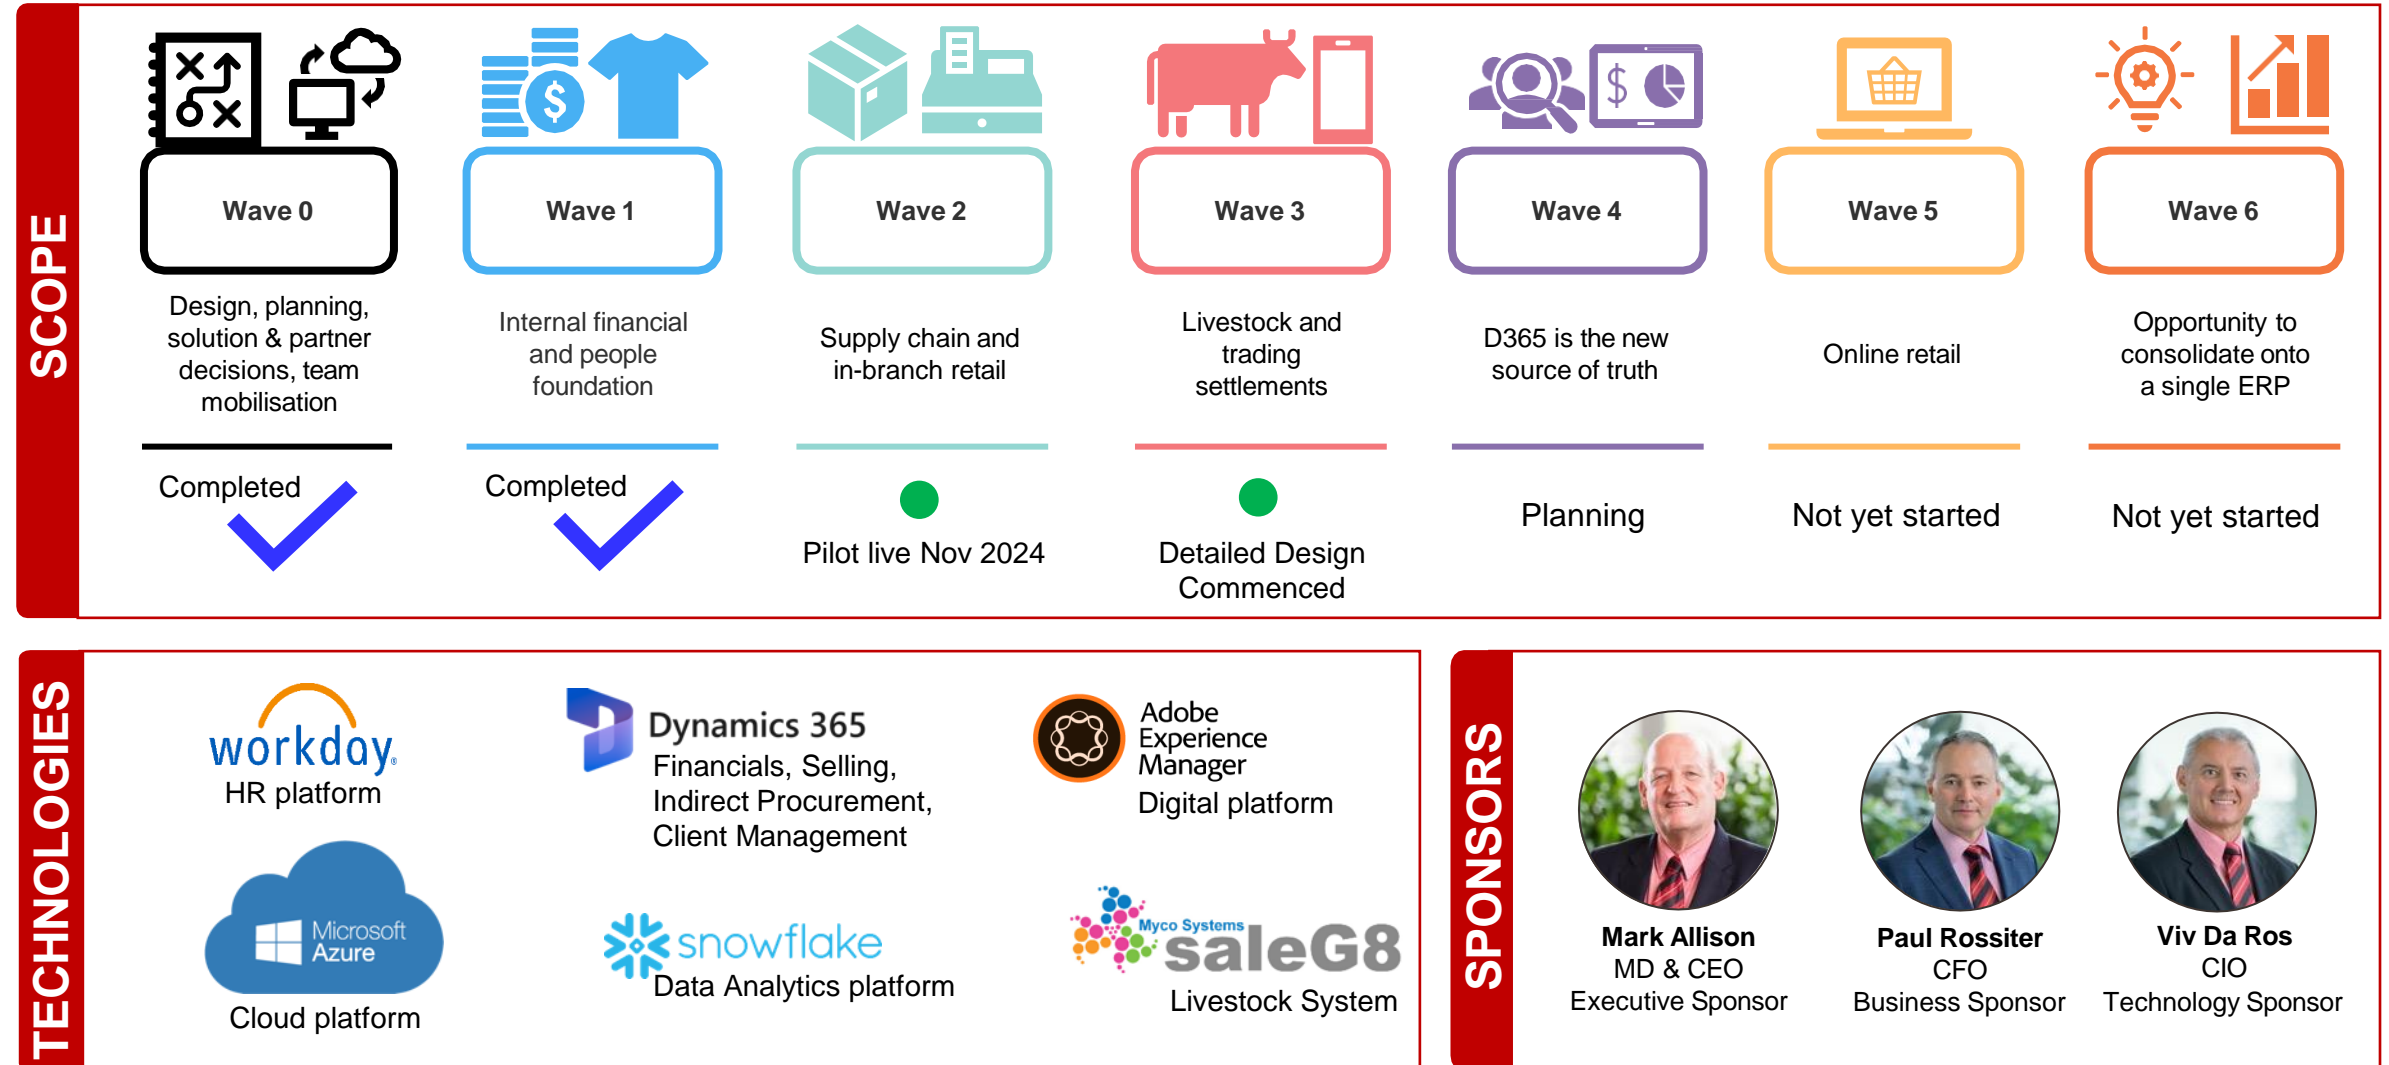 SCOPE
Wave 0
Wave 1
Wave 2
Wave 3
Wave 4
Wave 5
Wave 6
Design, planning,
solution & partner
decisions, team
mobilisation
Internal financial
and people
foundation
Supply chain and
in-branch retail
Livestock and
trading
settlements
D365 is the new
source of truth
Online retail
Opportunity to
consolidate onto
a single ERP
Completed
Completed
Pilot live Nov 2024
Detailed Design
Commenced
Planning
Not yet started
Not yet started
TECHNOLOGIES
workday.
HR platform
Dynamics 365
Financials, Selling,
Indirect Procurement,
Client Management
Adobe
Experience
Manager
Digital platform
Microsoft
Azure
Cloud platform
snowflake
Data Analytics platform
Myco Systems
saleG8
Livestock System
SPONSORS
Mark Allison
MD & CEO
Executive Sponsor
Paul Rossiter
CFO
Business Sponsor
Viv Da Ros
CIO
Technology Sponsor